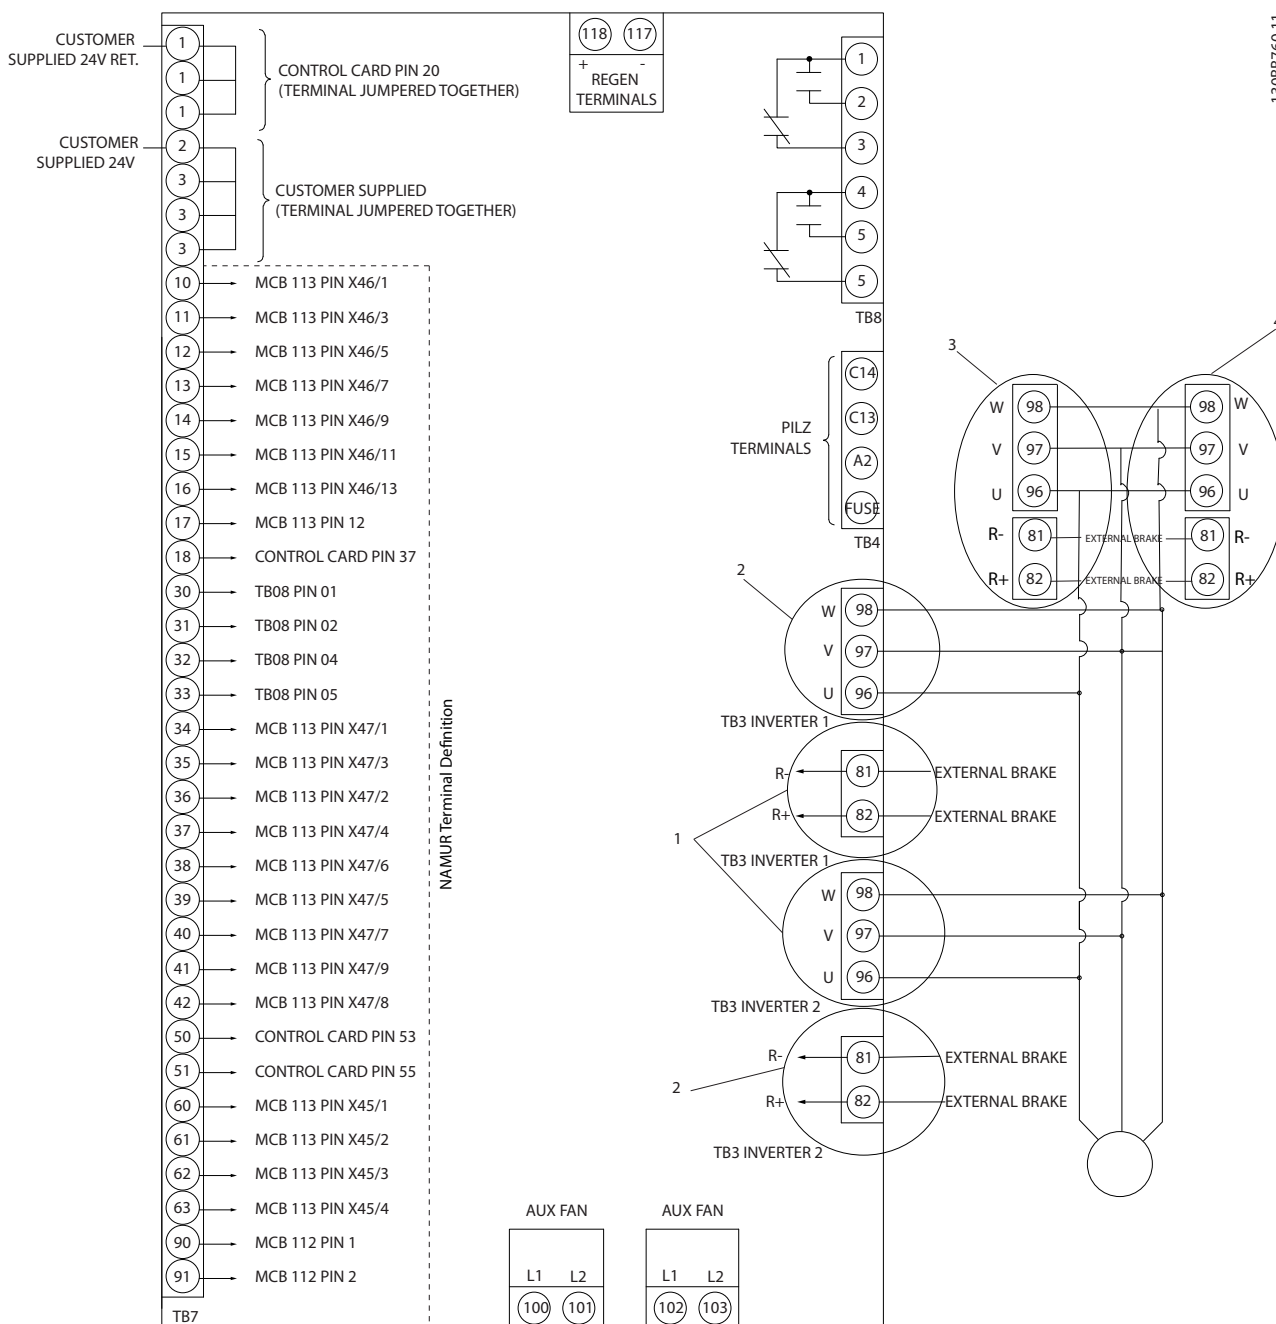 CUSTOMER
SUPPLIED 24V RET.
1
1
1
CONTROL CARD PIN 20
(TERMINAL JUMPERED TOGETHER)
CUSTOMER
SUPPLIED 24V
2
3
3
3
CUSTOMER SUPPLIED
(TERMINAL JUMPERED TOGETHER)
10 MCB 113 PIN X46/1
11 MCB 113 PIN X46/3
12 MCB 113 PIN X46/5
13 MCB 113 PIN X46/7
14 MCB 113 PIN X46/9
15 MCB 113 PIN X46/11
16 MCB 113 PIN X46/13
17 MCB 113 PIN 12
18 CONTROL CARD PIN 37
30 TB08 PIN 01
31 TB08 PIN 02
32 TB08 PIN 04
33 TB08 PIN 05
34 MCB 113 PIN X47/1
35 MCB 113 PIN X47/3
36 MCB 113 PIN X47/2
37 MCB 113 PIN X47/4
38 MCB 113 PIN X47/6
39 MCB 113 PIN X47/5
40 MCB 113 PIN X47/7
41 MCB 113 PIN X47/9
42 MCB 113 PIN X47/8
50 CONTROL CARD PIN 53
51 CONTROL CARD PIN 55
60 MCB 113 PIN X45/1
61 MCB 113 PIN X45/2
62 MCB 113 PIN X45/3
63 MCB 113 PIN X45/4
90 MCB 112 PIN 1
91 MCB 112 PIN 2
TB7
NAMUR Terminal Definition
118 117
+ -
REGEN
TERMINALS
1
2
3
4
5
5
TB8
PILZ
TERMINALS
C14
C13
A2
FUSE
TB4
2
W 98
V 97
U 96
TB3 INVERTER 1
R- 81 EXTERNAL BRAKE
R+ 82 EXTERNAL BRAKE
1
TB3 INVERTER 1
W 98
V 97
U 96
TB3 INVERTER 2
R- 81 EXTERNAL BRAKE
2
R+ 82 EXTERNAL BRAKE
TB3 INVERTER 2
3
W 98 98 W
V 97 97 V
U 96 96 U
R- 81 EXTERNAL BRAKE 81 R-
R+ 82 EXTERNAL BRAKE 82 R+
AUX FAN
L1 L2
100 101
AUX FAN
L1 L2
102 103